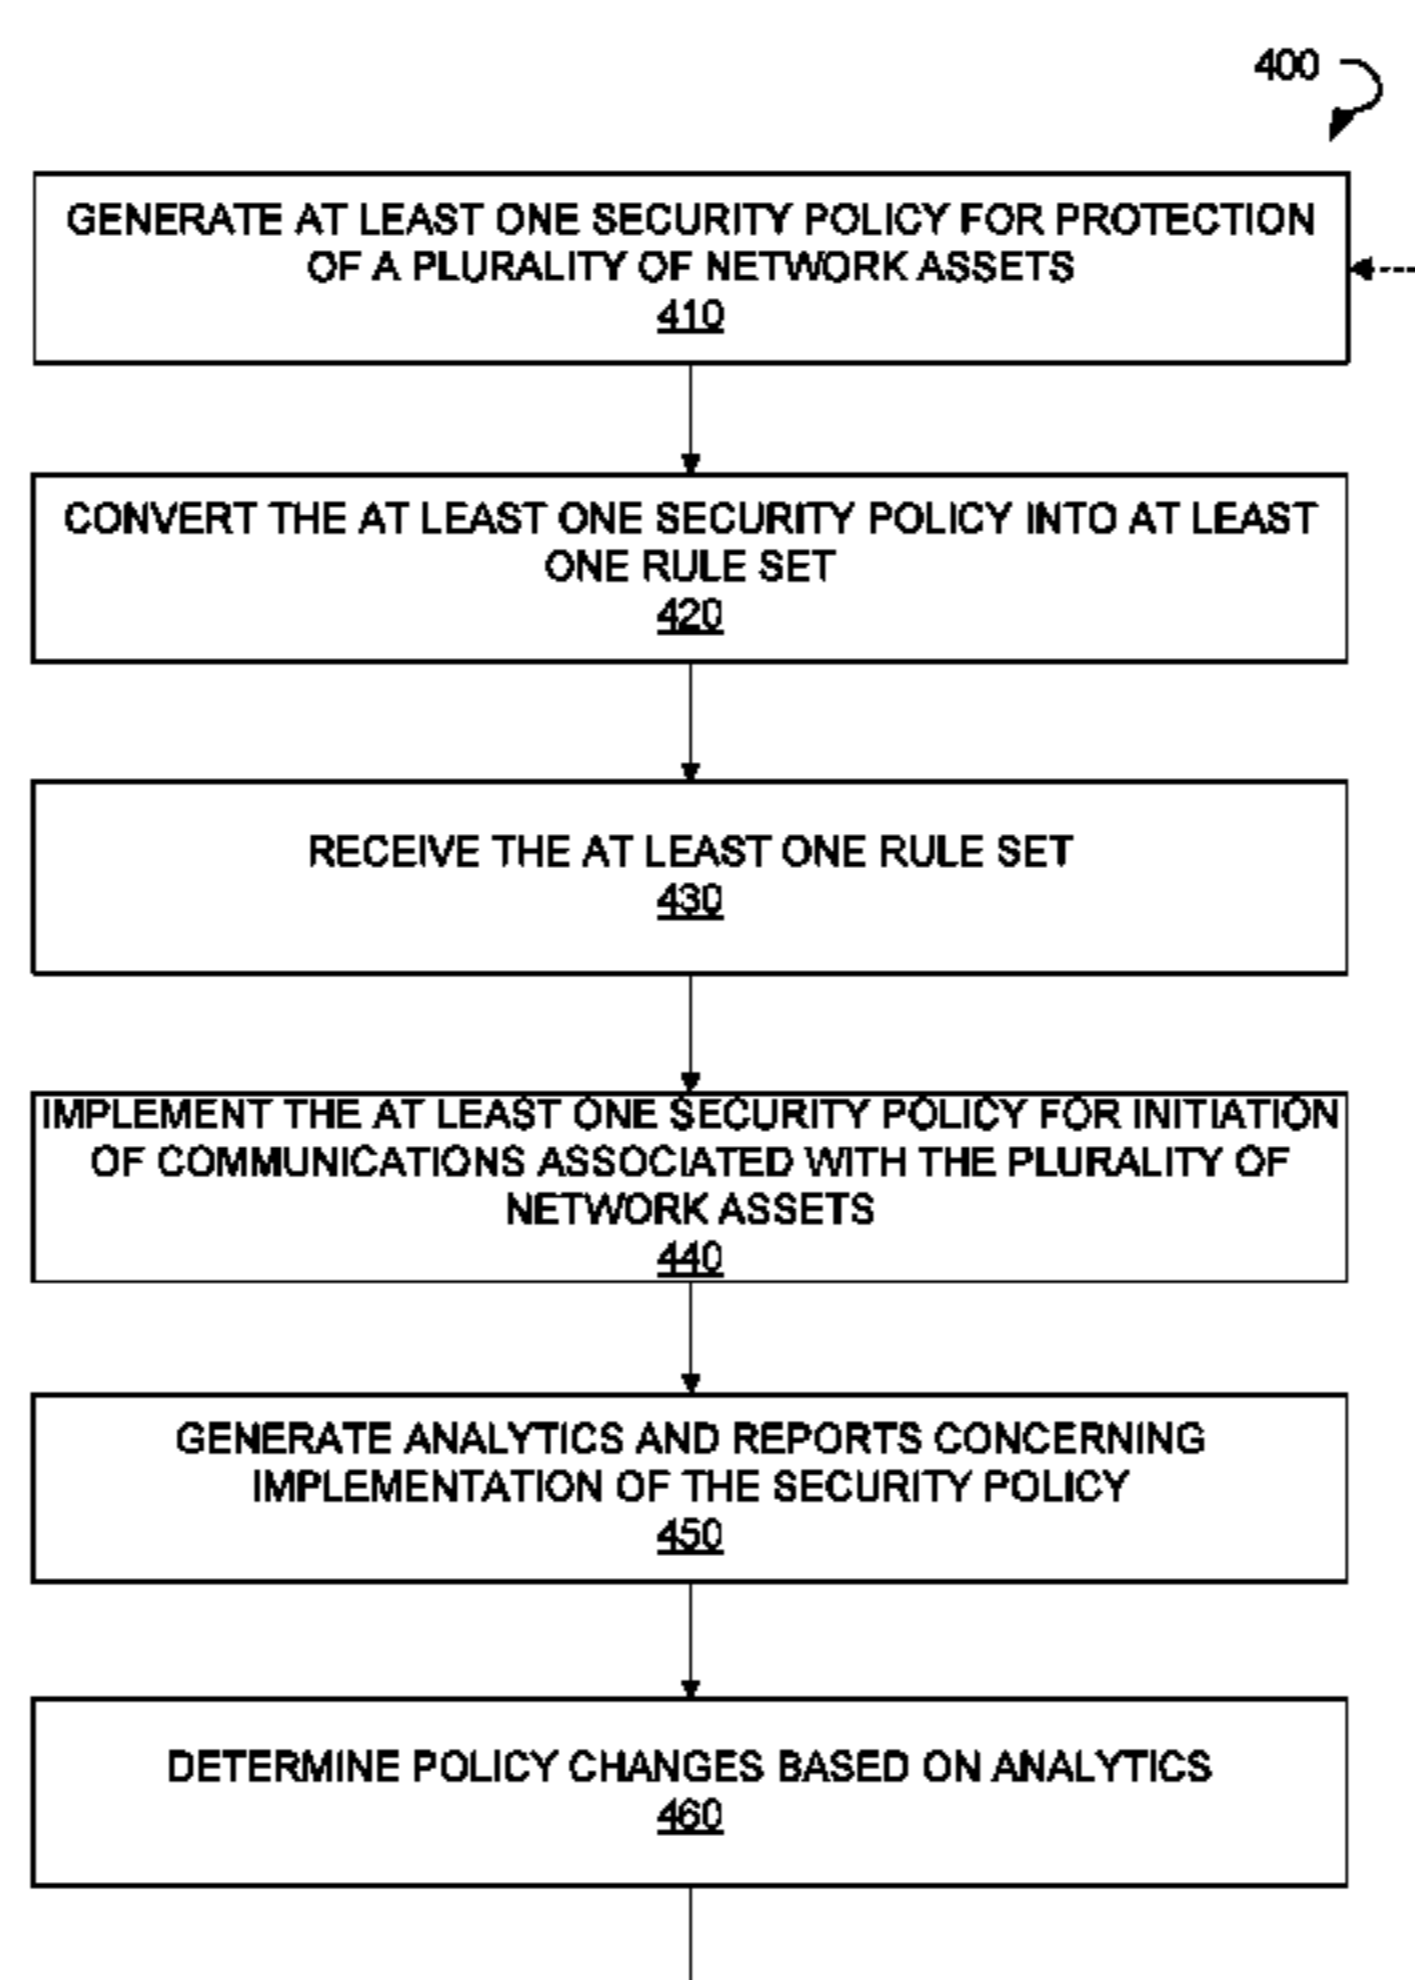 400
GENERATE AT LEAST ONE SECURITY POLICY FOR PROTECTION
OF A PLURALITY OF NETWORK ASSETS
410
CONVERT THE AT LEAST ONE SECURITY POLICY INTO AT LEAST
ONE RULE SET
420
RECEIVE THE AT LEAST ONE RULE SET
430
IMPLEMENT THE AT LEAST ONE SECURITY POLICY FOR INITIATION
OF COMMUNICATIONS ASSOCIATED WITH THE PLURALITY OF
NETWORK ASSETS
440
GENERATE ANALYTICS AND REPORTS CONCERNING
IMPLEMENTATION OF THE SECURITY POLICY
450
DETERMINE POLICY CHANGES BASED ON ANALYTICS
460